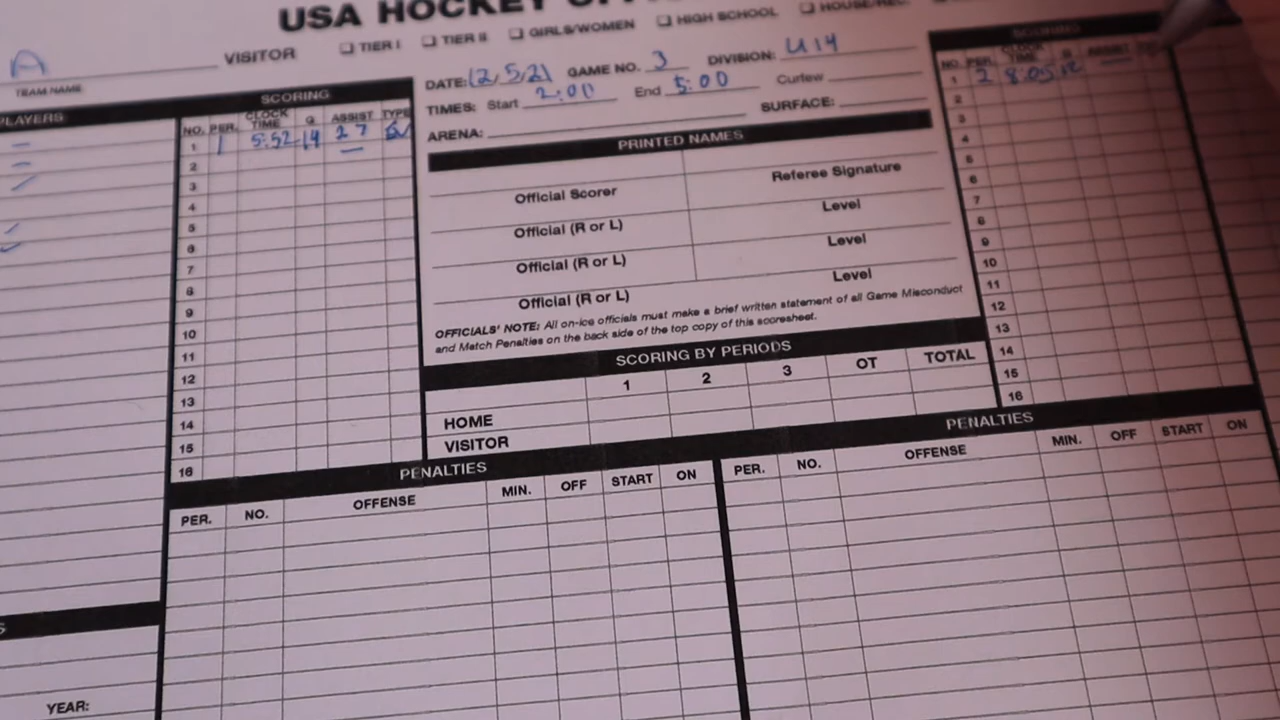 USA HOCKEY
A VISITOR ☐ TIER I ☐ TIER II ☐ GIRLS/WOMEN ☐ HIGH SCHOOL ☐ HOUSE/REC.
TEAM NAME
DATE: 12/5/21 GAME NO. 3 DIVISION: U14
TIMES: Start 2:00 End 5:00 Curfew
ARENA: SURFACE:
PLAYERS
SCORING
NO. PER. CLOCK TIME G ASSIST TYPE
1 1 5:52 14 27
2
3
4
5
6
7
8
9
10
11
12
13
14
15
16
PRINTED NAMES
Official Scorer Referee Signature
Official (R or L) Level
Official (R or L) Level
Official (R or L) Level
OFFICIALS' NOTE: All on-ice officials must make a brief written statement of all Game Misconduct
and Match Penalties on the back side of the top copy of this scoresheet.
SCORING BY PERIODS
1 2 3 OT TOTAL
HOME
VISITOR
SCORING
NO. PER. CLOCK TIME G ASSIST
1 2 8:05 12
2
3
4
5
6
7
8
9
10
11
12
13
14
15
16
PENALTIES
PER. NO. OFFENSE MIN. OFF START ON
PENALTIES
PER. NO. OFFENSE MIN. OFF START ON
YEAR: